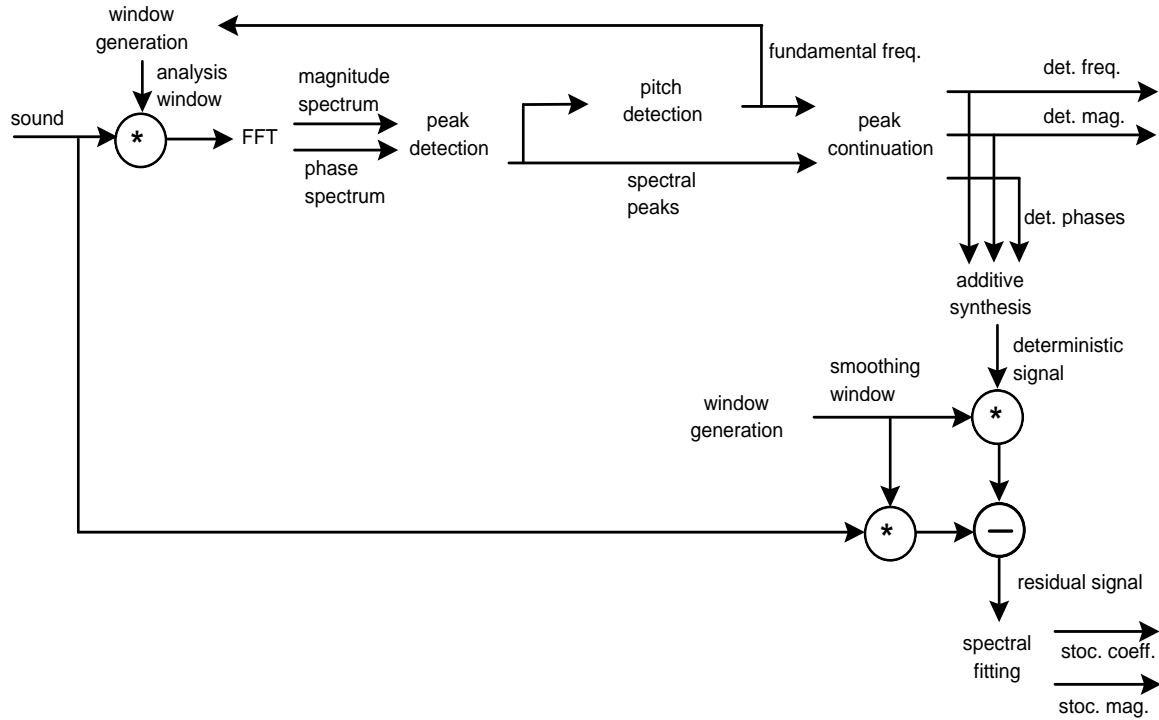 window
generation
fundamental freq.
analysis
window
magnitude
spectrum
pitch
detection
det. freq.
det. mag.
sound
*
FFT
peak
detection
peak
continuation
phase
spectrum
spectral
peaks
det. phases
additive
synthesis
deterministic
signal
smoothing
window
window
generation
*
*
—
residual signal
spectral
fitting
stoc. coeff.
stoc. mag.